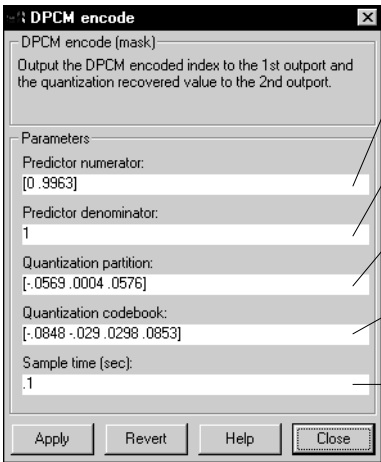 DPCM encode
DPCM encode (mask)
Output the DPCM encoded index to the 1st outport and
the quantization recovered value to the 2nd outport.
Parameters
Predictor numerator:
[0 .9963]
Predictor denominator:
1
Quantization partition:
[-.0569 .0004 .0576]
Quantization codebook:
[-.0848 -.029 .0298 .0853]
Sample time (sec):
.1
Apply Revert Help Close